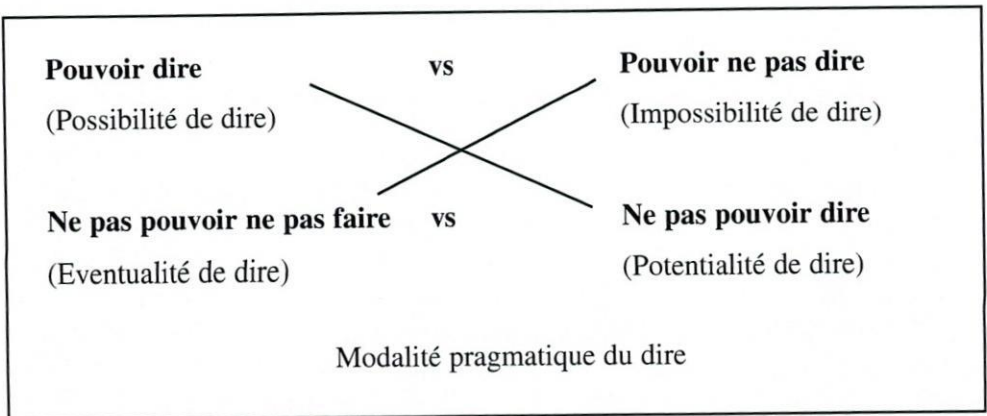 Pouvoir dire vs Pouvoir ne pas dire
(Possibilité de dire) (Impossibilité de dire)
Ne pas pouvoir ne pas faire vs Ne pas pouvoir dire
(Eventualité de dire) (Potentialité de dire)
Modalité pragmatique du dire